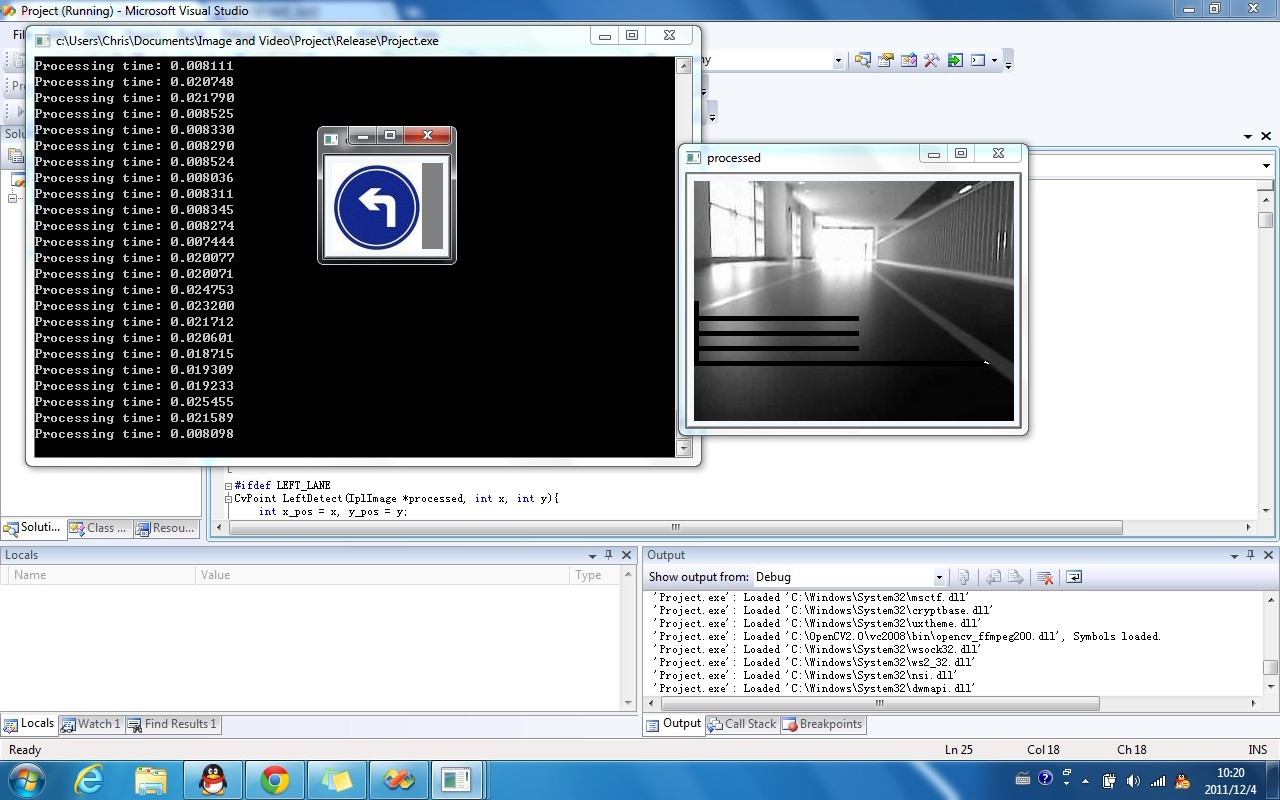 Project (Running) - Microsoft Visual Studio
c:\Users\Chris\Documents\Image and Video\Project\Release\Project.exe
Processing time: 0.008111
Processing time: 0.020748
Processing time: 0.021790
Processing time: 0.008525
Processing time: 0.008330
Processing time: 0.008290
Processing time: 0.008524
Processing time: 0.008036
Processing time: 0.008311
Processing time: 0.008345
Processing time: 0.008274
Processing time: 0.007444
Processing time: 0.020077
Processing time: 0.020071
Processing time: 0.024753
Processing time: 0.023200
Processing time: 0.021712
Processing time: 0.020601
Processing time: 0.018715
Processing time: 0.019309
Processing time: 0.019233
Processing time: 0.025455
Processing time: 0.021589
Processing time: 0.008098
processed
#ifdef LEFT_LANE
CvPoint LeftDetect(IplImage *processed, int x, int y){
int x_pos = x, y_pos = y;
Soluti... Class ... Resou...
Locals
Name Value Type
Output
Show output from: Debug
'Project.exe': Loaded 'C:\Windows\System32\msctf.dll'
'Project.exe': Loaded 'C:\Windows\System32\cryptbase.dll'
'Project.exe': Loaded 'C:\Windows\System32\uxtheme.dll'
'Project.exe': Loaded 'C:\OpenCV2.0\vc2008\bin\opencv_ffmpeg200.dll', Symbols loaded.
'Project.exe': Loaded 'C:\Windows\System32\wsock32.dll'
'Project.exe': Loaded 'C:\Windows\System32\ws2_32.dll'
'Project.exe': Loaded 'C:\Windows\System32\nsi.dll'
'Project.exe': Loaded 'C:\Windows\System32\dwmapi.dll'
Locals Watch 1 Find Results 1
Output Call Stack Breakpoints
Ready Ln 25 Col 18 Ch 18 INS
10:20
2011/12/4